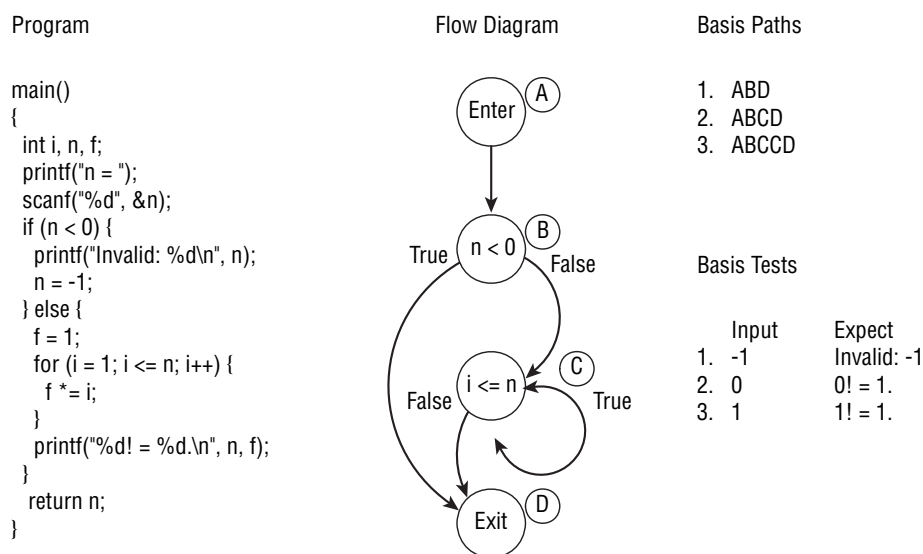 Program
main()
{
int i, n, f;
printf("n = ");
scanf("%d", &n);
if (n < 0) {
printf("Invalid: %d\n", n);
n = -1;
} else {
f = 1;
for (i = 1; i <= n; i++) {
f *= i;
}
printf("%d! = %d.\n", n, f);
}
return n;
}
Flow Diagram
Enter
A
n < 0
B
True
False
i <= n
C
False
True
Exit
D
Basis Paths
1. ABD
2. ABCD
3. ABCCD
Basis Tests
Input Expect
1. -1 Invalid: -1
2. 0 0! = 1.
3. 1 1! = 1.